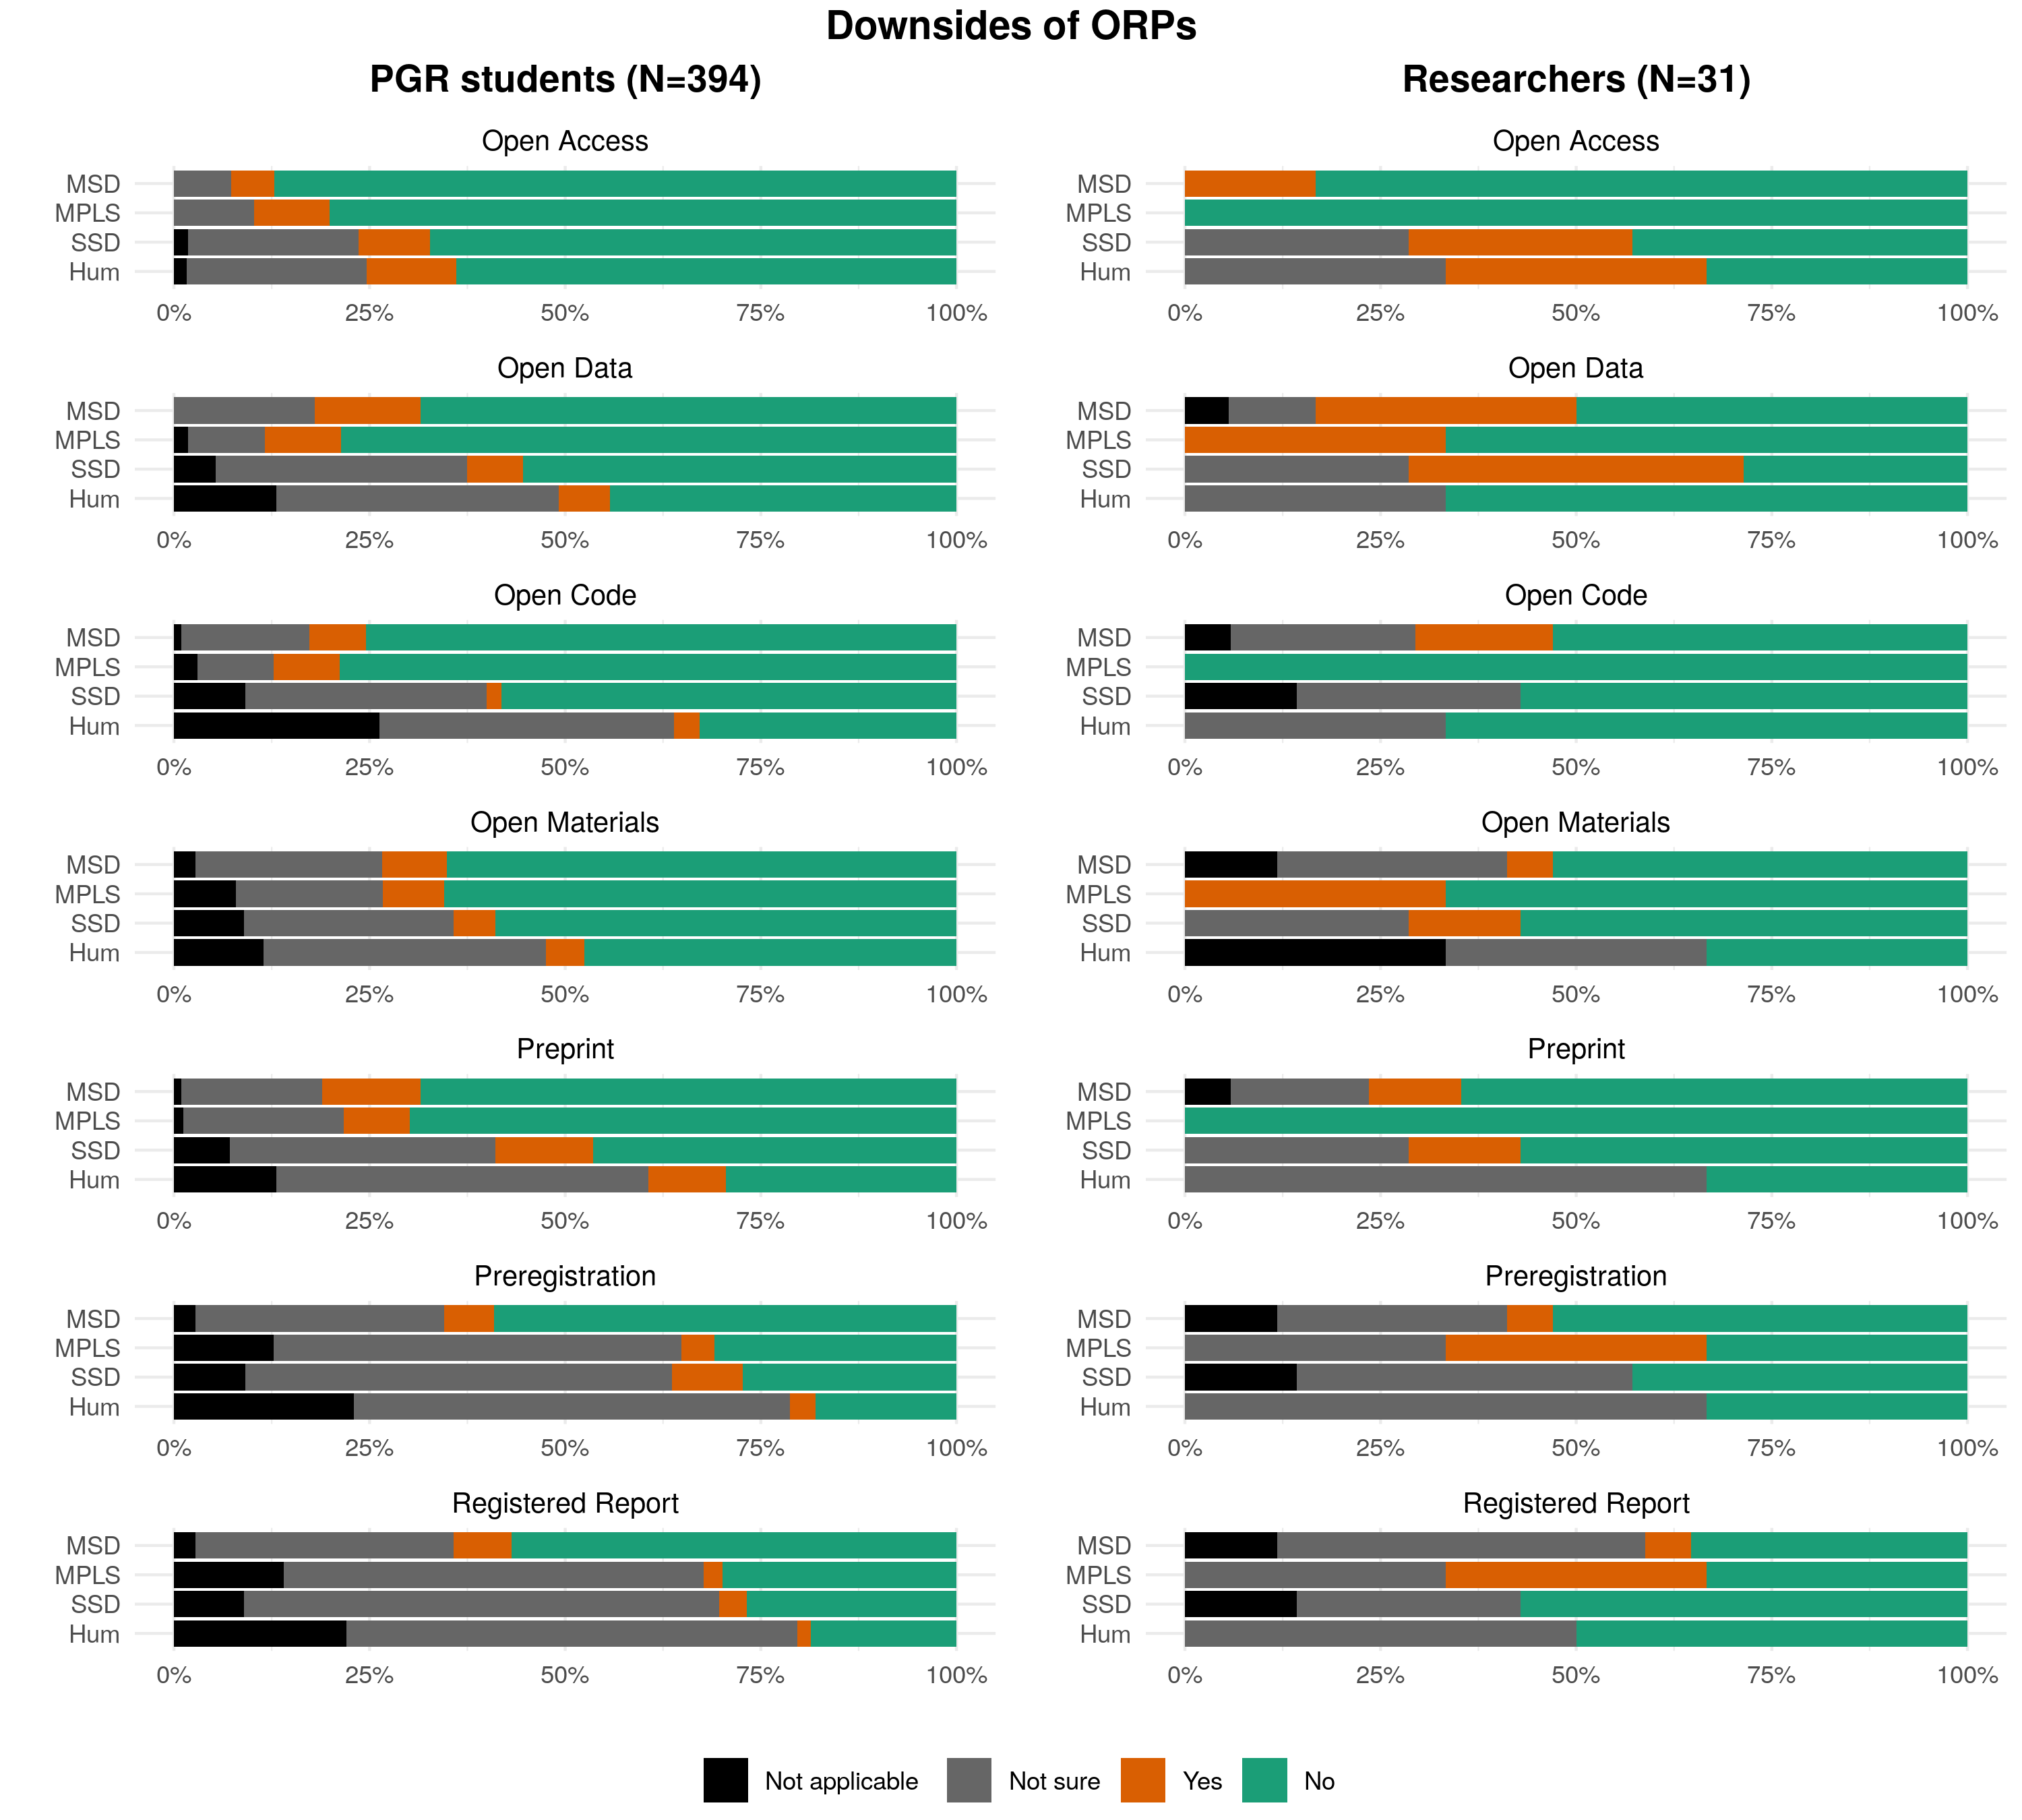 Downsides of ORPs
PGR students (N=394)
Researchers (N=31)
Open Access
MSD
MPLS
SSD
Hum
0% 25% 50% 75% 100%
Open Access
MSD
MPLS
SSD
Hum
0% 25% 50% 75% 100%
Open Data
MSD
MPLS
SSD
Hum
0% 25% 50% 75% 100%
Open Data
MSD
MPLS
SSD
Hum
0% 25% 50% 75% 100%
Open Code
MSD
MPLS
SSD
Hum
0% 25% 50% 75% 100%
Open Code
MSD
MPLS
SSD
Hum
0% 25% 50% 75% 100%
Open Materials
MSD
MPLS
SSD
Hum
0% 25% 50% 75% 100%
Open Materials
MSD
MPLS
SSD
Hum
0% 25% 50% 75% 100%
Preprint
MSD
MPLS
SSD
Hum
0% 25% 50% 75% 100%
Preprint
MSD
MPLS
SSD
Hum
0% 25% 50% 75% 100%
Preregistration
MSD
MPLS
SSD
Hum
0% 25% 50% 75% 100%
Preregistration
MSD
MPLS
SSD
Hum
0% 25% 50% 75% 100%
Registered Report
MSD
MPLS
SSD
Hum
0% 25% 50% 75% 100%
Registered Report
MSD
MPLS
SSD
Hum
0% 25% 50% 75% 100%
Not applicable Not sure Yes No